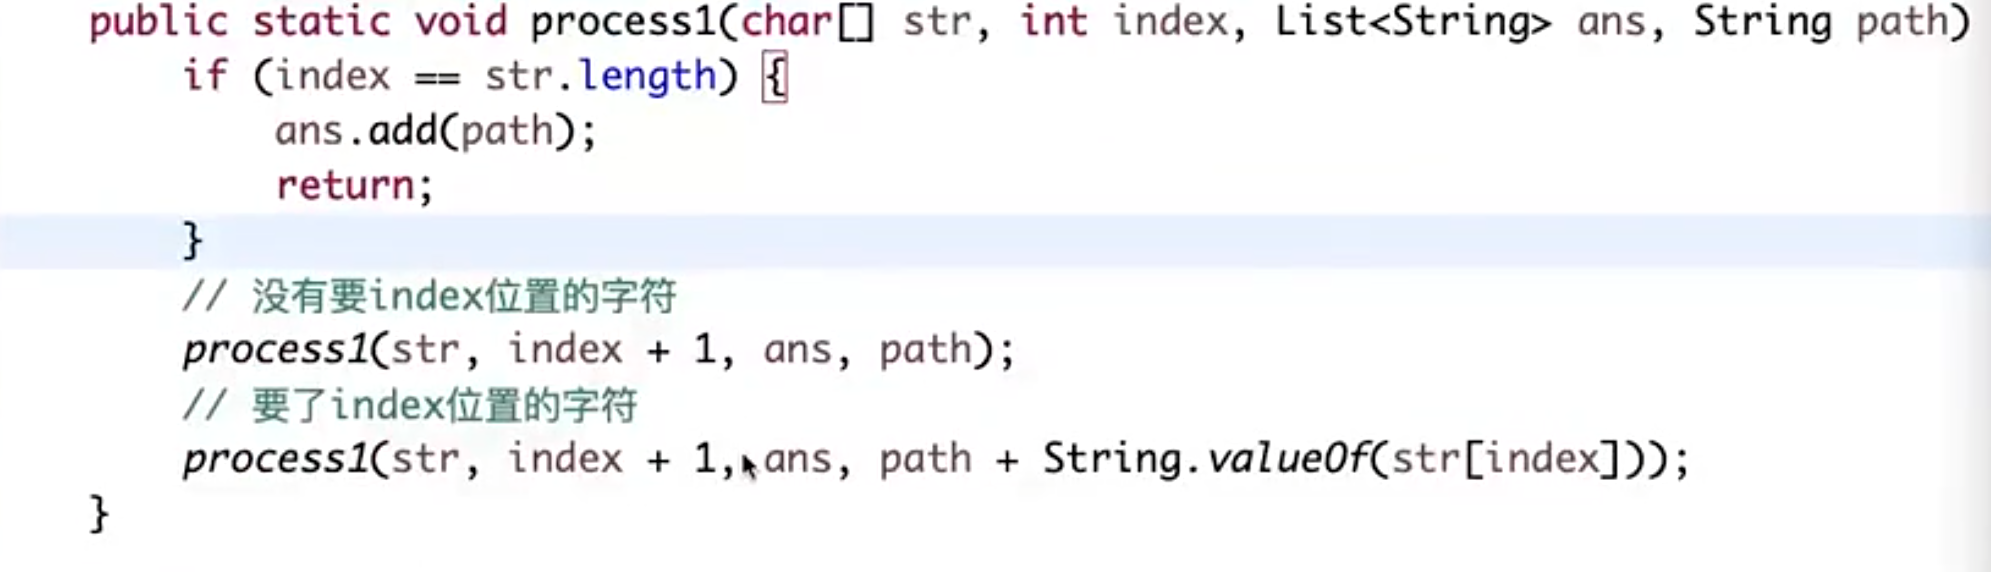 public static void process1(char[] str, int index, List<String> ans, String path)
if (index == str.length) {
ans.add(path);
return;
}
// 没有要index位置的字符
process1(str, index + 1, ans, path);
// 要了index位置的字符
process1(str, index + 1, ans, path + String.valueOf(str[index]));
}